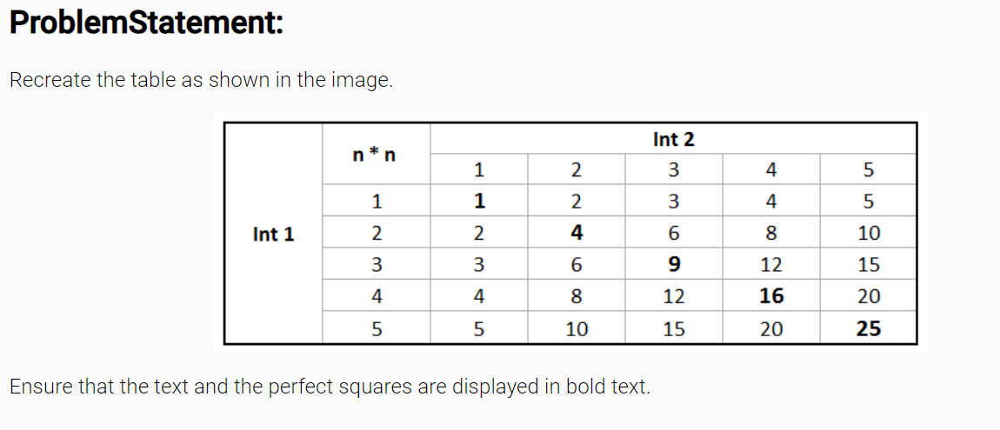 ProblemStatement:
Recreate the table as shown in the image.
Int 2
n * n
1 2 3 4 5
1 1 2 3 4 5
Int 1 2 2 4 6 8 10
3 3 6 9 12 15
4 4 8 12 16 20
5 5 10 15 20 25
Ensure that the text and the perfect squares are displayed in bold text.